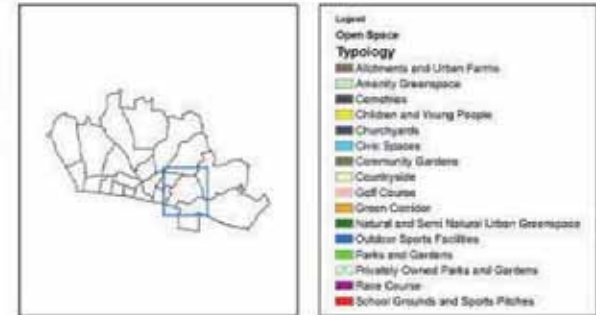 Legend
Open Space
Typology
Allotments and Urban Farms
Amenity Greenspace
Cemetries
Children and Young People
Churchyards
Civic Spaces
Community Gardens
Countryside
Golf Course
Green Corridor
Natural and Semi Natural Urban Greenspace
Outdoor Sports Facilities
Parks and Gardens
Privately Owned Parks and Gardens
Race Course
School Grounds and Sports Pitches